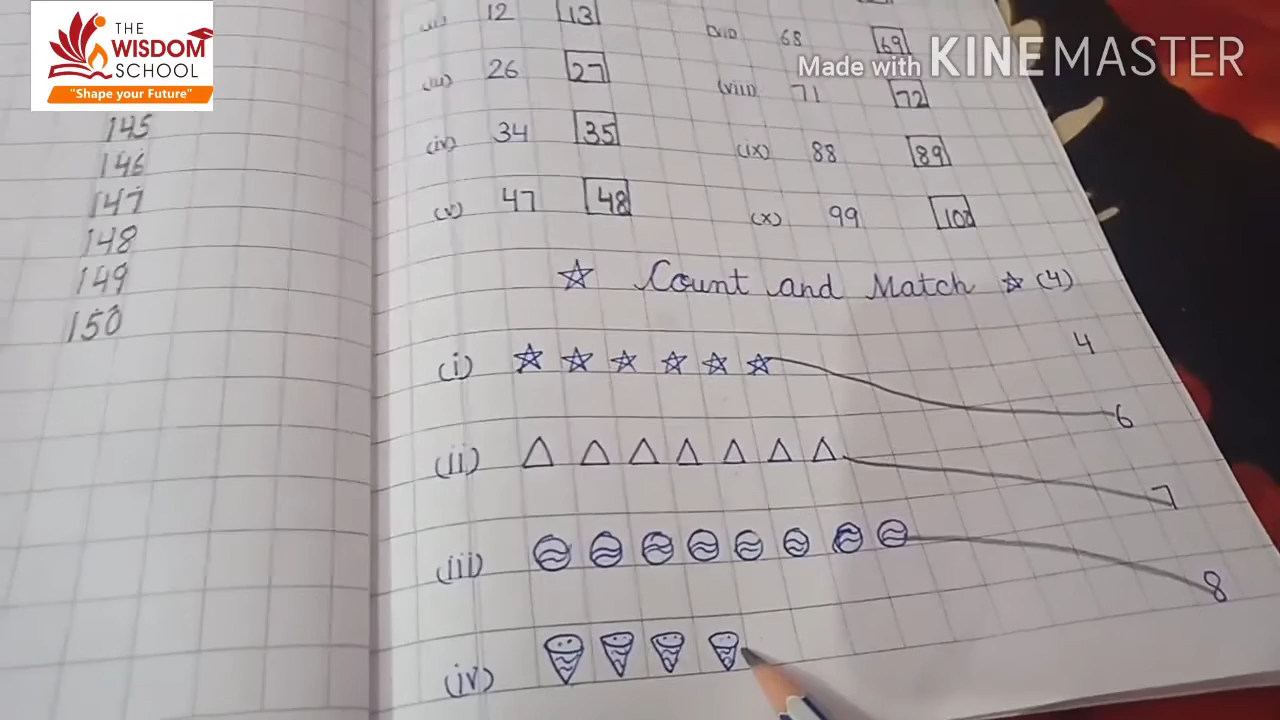 THE
WISDOM
SCHOOL
"Shape your Future"
Made with KINEMASTER
145
146
147
148
149
150
12 13
68 69
(iii) 26 27
(viii) 71 72
(iv) 34 35
(ix) 88 89
(v) 47 48
(x) 99 100
Count and Match (4)
(i) 4
6
(ii) 7
(iii) 8
(iv)